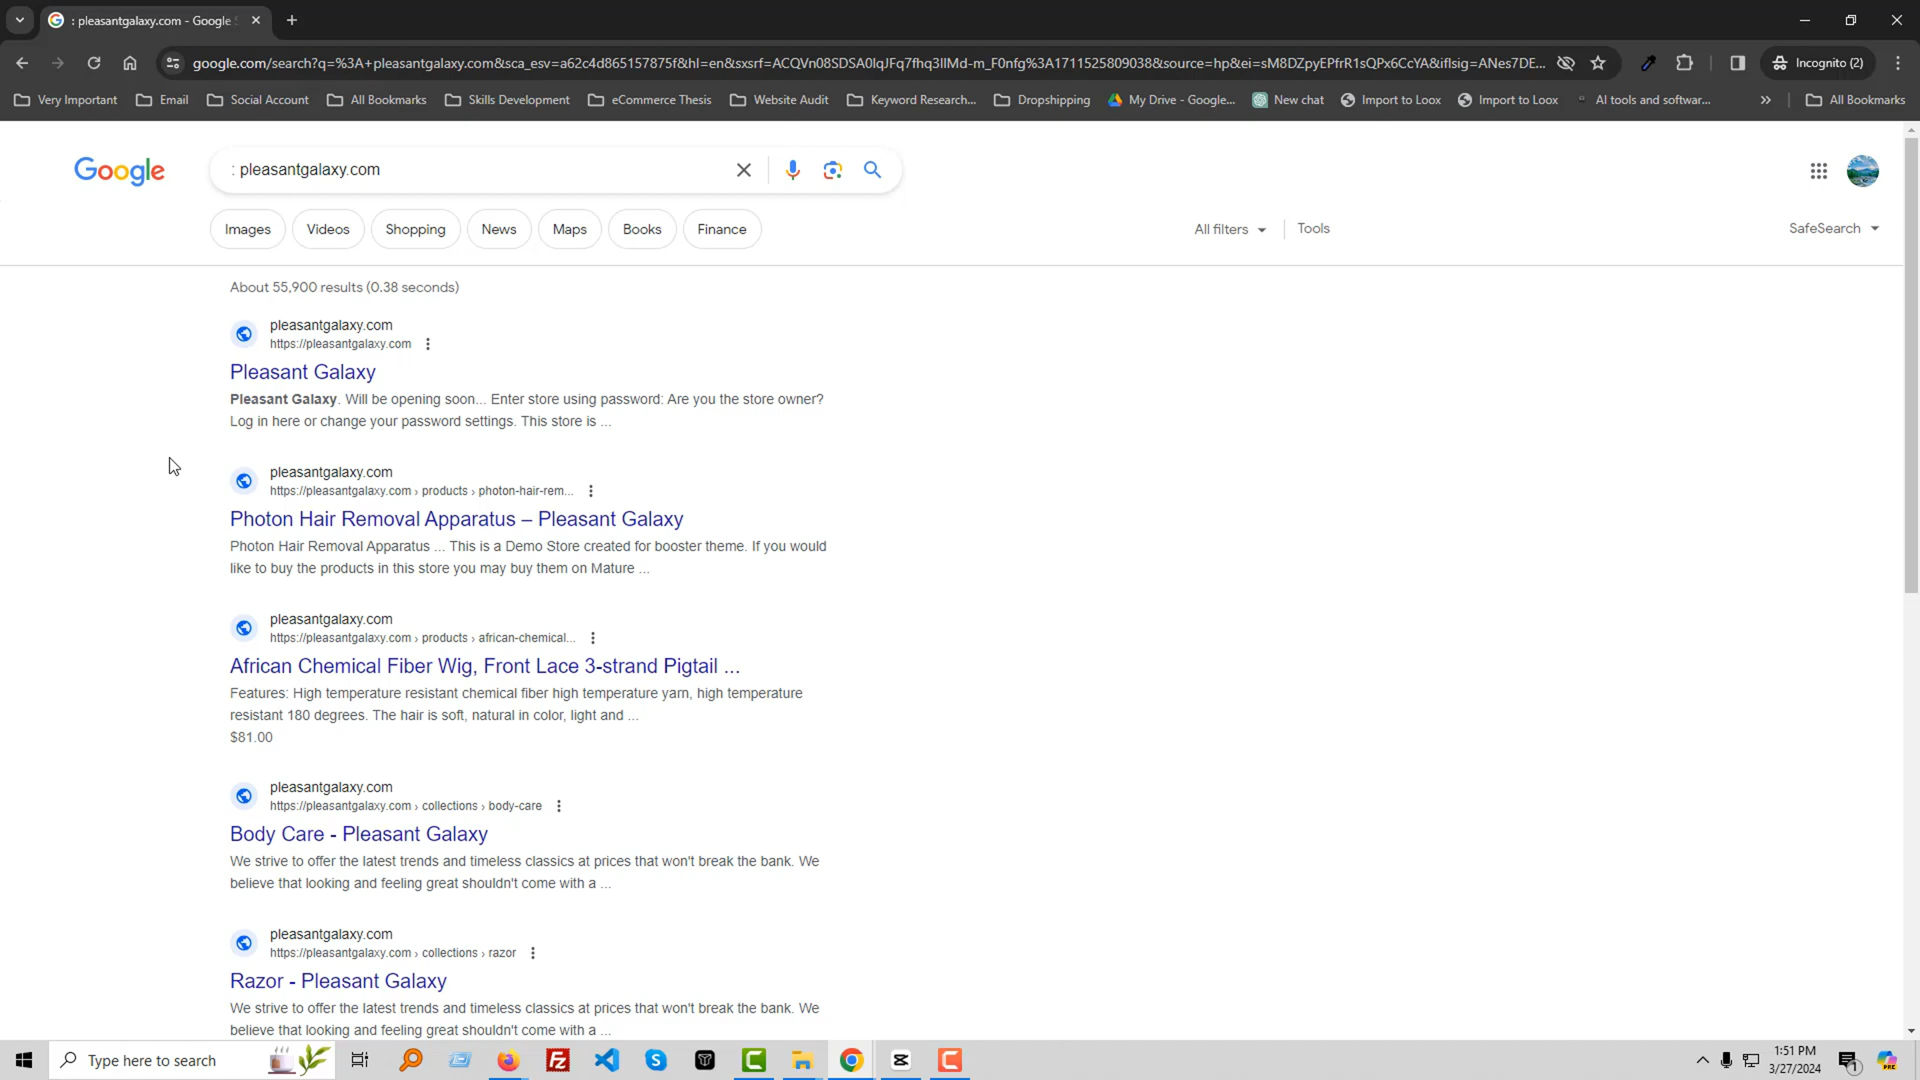 : pleasantgalaxy.com - Google S
google.com/search?q=%3A+pleasantgalaxy.com&sca_esv=a62c4d865157875f&hl=en&sxsrf=ACQVn08SDSA0lqJFq7fhq3IlMd-m_F0nfg%3A1711525809038&source=hp&ei=sM8DZpyEPfrR1sQPx6CcYA&iflsig=ANes7DE...
Incognito (2)
Very Important
Email
Social Account
All Bookmarks
Skills Development
eCommerce Thesis
Website Audit
Keyword Research...
Dropshipping
My Drive - Google...
New chat
Import to Loox
Import to Loox
AI tools and softwar...
All Bookmarks
Google
: pleasantgalaxy.com
Images
Videos
Shopping
News
Maps
Books
Finance
All filters
Tools
SafeSearch
About 55,900 results (0.38 seconds)
pleasantgalaxy.com
https://pleasantgalaxy.com
Pleasant Galaxy
Pleasant Galaxy. Will be opening soon... Enter store using password: Are you the store owner?
Log in here or change your password settings. This store is ...
pleasantgalaxy.com
https://pleasantgalaxy.com › products › photon-hair-rem...
Photon Hair Removal Apparatus – Pleasant Galaxy
Photon Hair Removal Apparatus ... This is a Demo Store created for booster theme. If you would
like to buy the products in this store you may buy them on Mature ...
pleasantgalaxy.com
https://pleasantgalaxy.com › products › african-chemical...
African Chemical Fiber Wig, Front Lace 3-strand Pigtail ...
Features: High temperature resistant chemical fiber high temperature yarn, high temperature
resistant 180 degrees. The hair is soft, natural in color, light and ...
$81.00
pleasantgalaxy.com
https://pleasantgalaxy.com › collections › body-care
Body Care - Pleasant Galaxy
We strive to offer the latest trends and timeless classics at prices that won't break the bank. We
believe that looking and feeling great shouldn't come with a ...
pleasantgalaxy.com
https://pleasantgalaxy.com › collections › razor
Razor - Pleasant Galaxy
We strive to offer the latest trends and timeless classics at prices that won't break the bank. We
believe that looking and feeling great shouldn't come with a ...
Type here to search
1:51 PM
3/27/2024
1
PRE